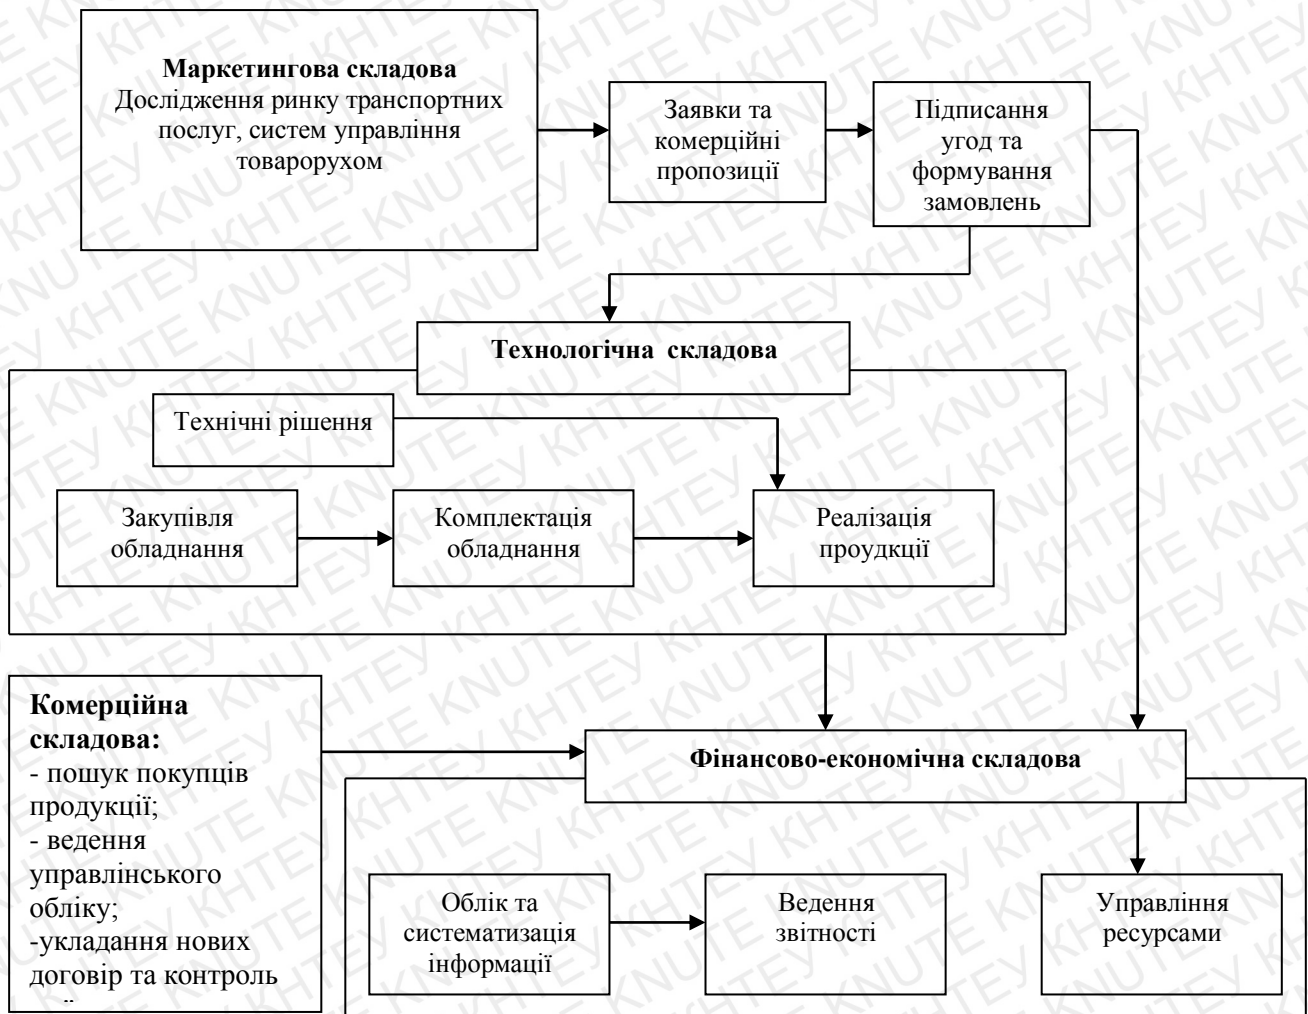 Маркетингова складова
Дослідження ринку транспортних
послуг, систем управління
товарорухом
Заявки та
комерційні
пропозиції
Підписання
угод та
формування
замовлень
Технологічна складова
Технічні рішення
Закупівля
обладнання
Комплектація
обладнання
Реалізація
проудкції
Комерційна
складова:
- пошук покупців
продукції;
- ведення
управлінського
обліку;
-укладання нових
договір та контроль
Фінансово-економічна складова
Облік та
систематизація
інформації
Ведення
звітності
Управління
ресурсами